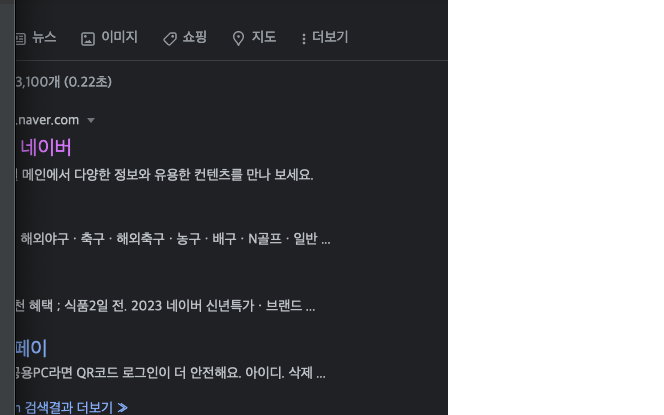 뉴스 이미지 쇼핑 지도 더보기
3,100개 (0.22초)
.naver.com
네이버
메인에서 다양한 정보와 유용한 컨텐츠를 만나 보세요.
해외야구 · 축구 · 해외축구 · 농구 · 배구 · N골프 · 일반 ...
천 혜택 ; 식품2일 전. 2023 네이버 신년특가 · 브랜드 ...
페이
공용PC라면 QR코드 로그인이 더 안전해요. 아이디. 삭제 ...
검색결과 더보기 ≫